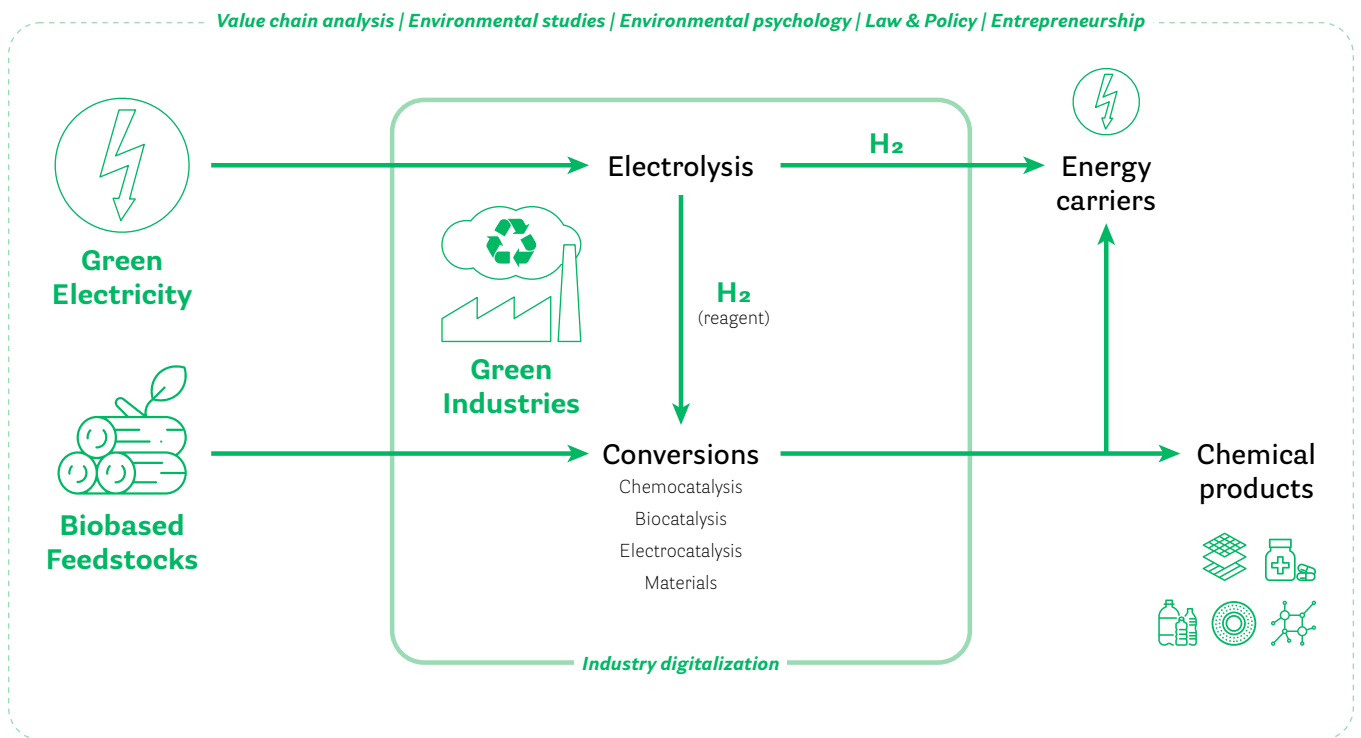 Value chain analysis | Environmental studies | Environmental psychology | Law & Policy | Entrepreneurship
Green
Electricity
Electrolysis
H₂
Energy
carriers
H₂
(reagent)
Green
Industries
Biobased
Feedstocks
Conversions
Chemocatalysis
Biocatalysis
Electrocatalysis
Materials
Chemical
products
Industry digitalization